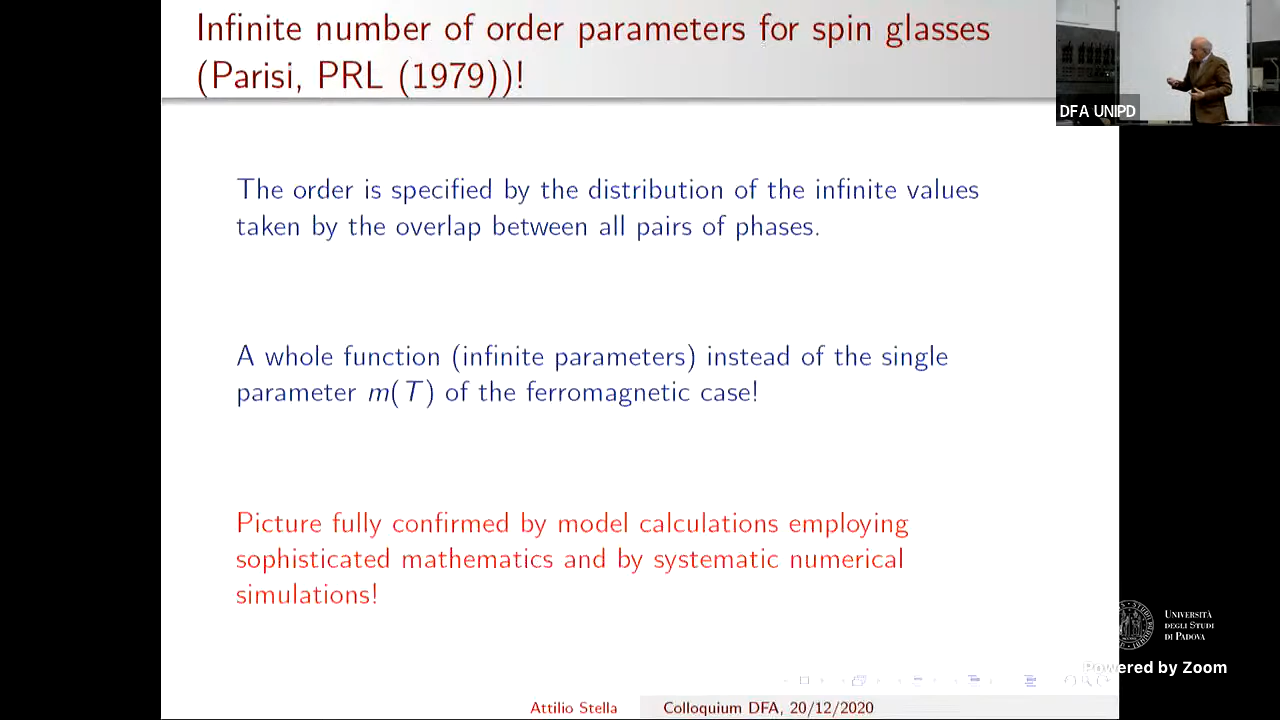 Infinite number of order parameters for spin glasses
(Parisi, PRL (1979))!
DFA UNIPD
The order is specified by the distribution of the infinite values
taken by the overlap between all pairs of phases.
A whole function (infinite parameters) instead of the single
parameter m(T) of the ferromagnetic case!
Picture fully confirmed by model calculations employing
sophisticated mathematics and by systematic numerical
simulations!
UNIVERSITÀ
DEGLI STUDI
DI PADOVA
Powered by Zoom
Attilio Stella
Colloquium DFA, 20/12/2020